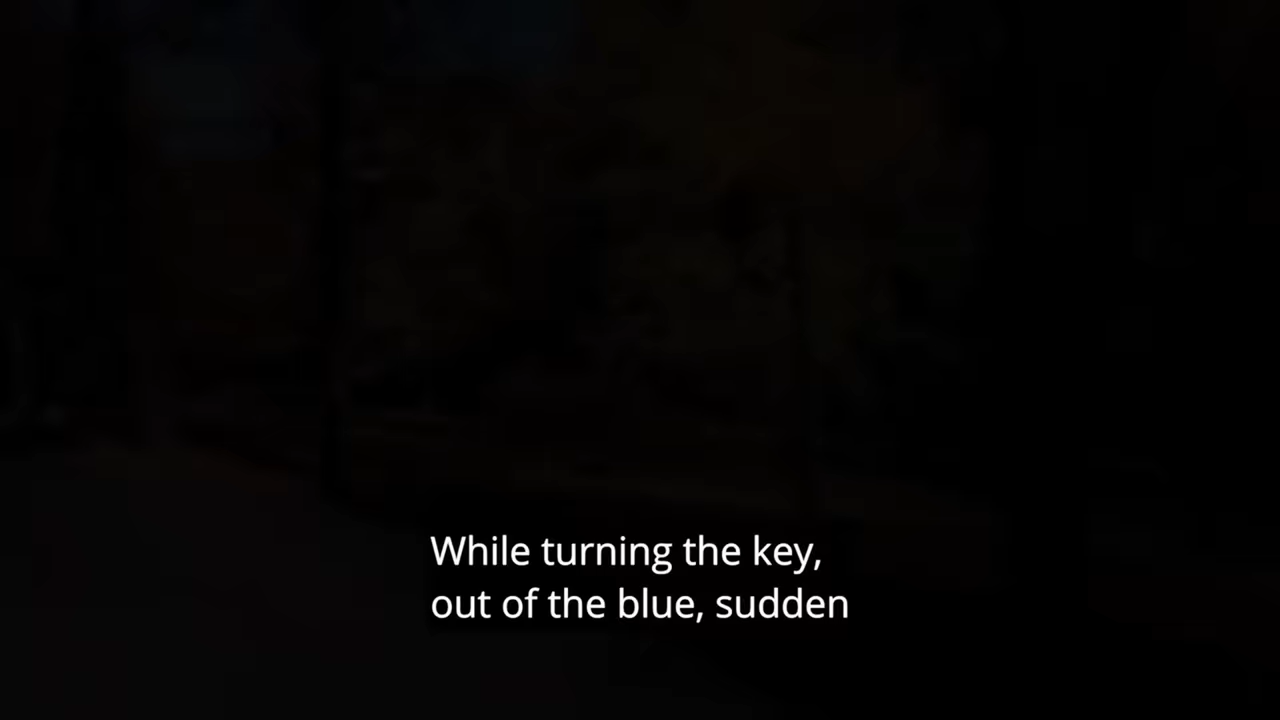 While turning the key,
out of the blue, sudden